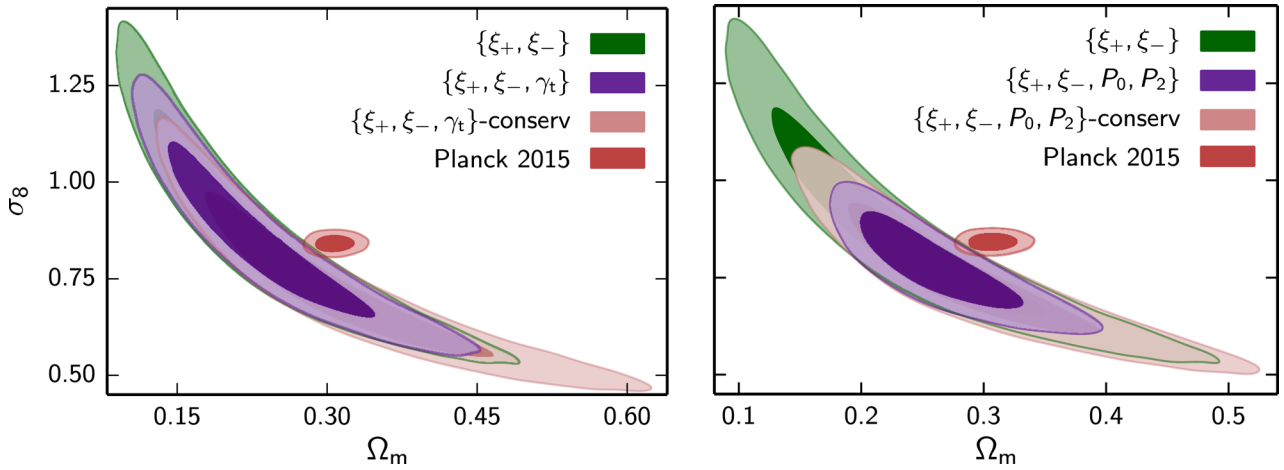 {ξ₊, ξ₋}
{ξ₊, ξ₋, γₜ}
{ξ₊, ξ₋, γₜ}-conserv
Planck 2015
1.25
1.00
0.75
0.50
σ₈
0.15 0.30 0.45 0.60
Ωₘ
{ξ₊, ξ₋}
{ξ₊, ξ₋, P₀, P₂}
{ξ₊, ξ₋, P₀, P₂}-conserv
Planck 2015
0.1 0.2 0.3 0.4 0.5
Ωₘ